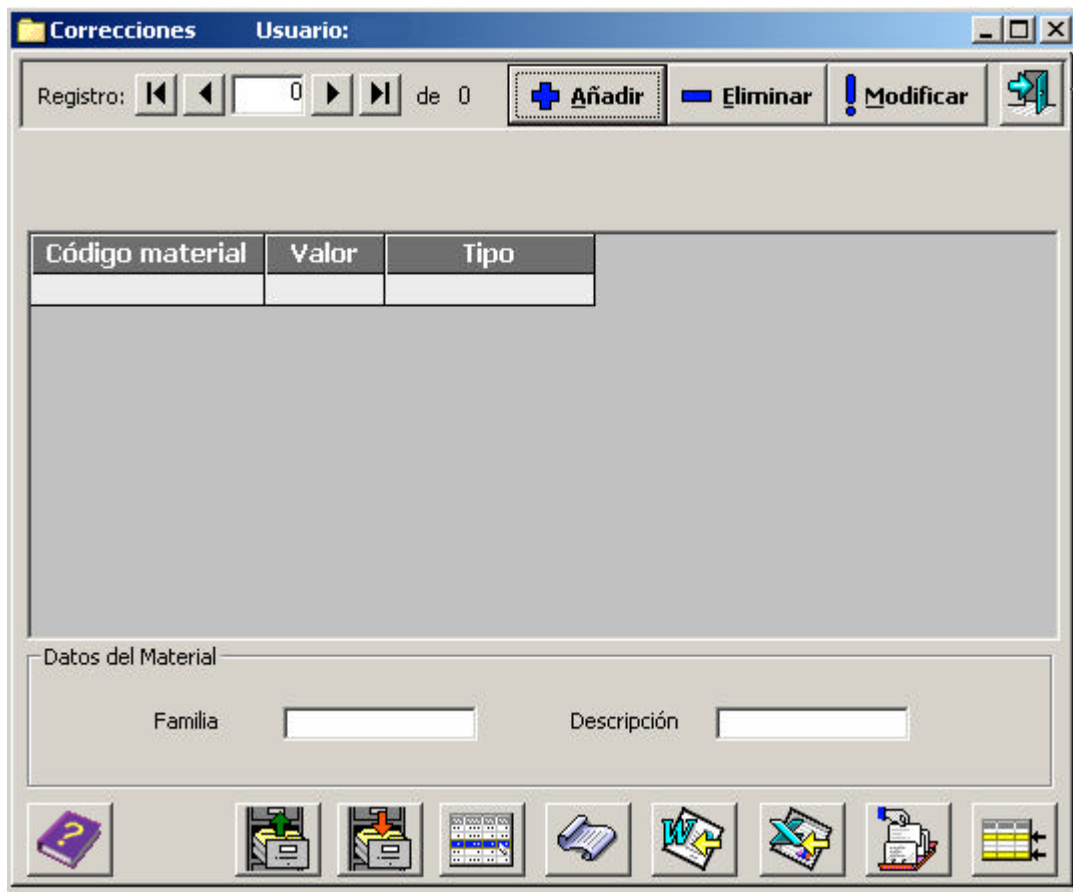 Correcciones Usuario:
Registro: 0 de 0 Añadir Eliminar Modificar
Código material Valor Tipo
Datos del Material
Familia Descripción
? W X